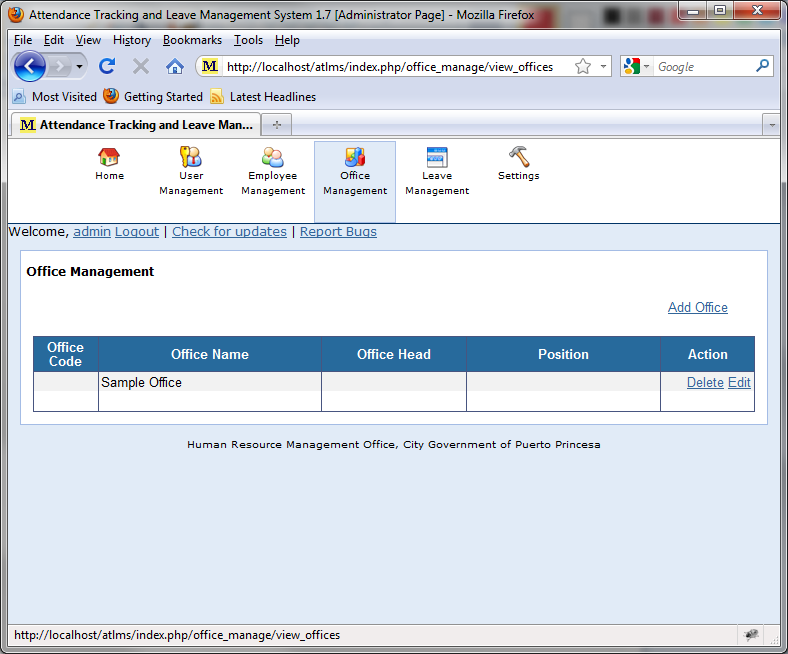 Attendance Tracking and Leave Management System 1.7 [Administrator Page] - Mozilla Firefox
File Edit View History Bookmarks Tools Help
M http://localhost/atlms/index.php/office_manage/view_offices Google
Most Visited Getting Started Latest Headlines
M Attendance Tracking and Leave Man...
Home User Employee Office Leave Settings
Management Management Management Management
Welcome, admin Logout | Check for updates | Report Bugs
Office Management
Add Office
Office Code Office Name Office Head Position Action
Sample Office Delete Edit
Human Resource Management Office, City Government of Puerto Princesa
http://localhost/atlms/index.php/office_manage/view_offices